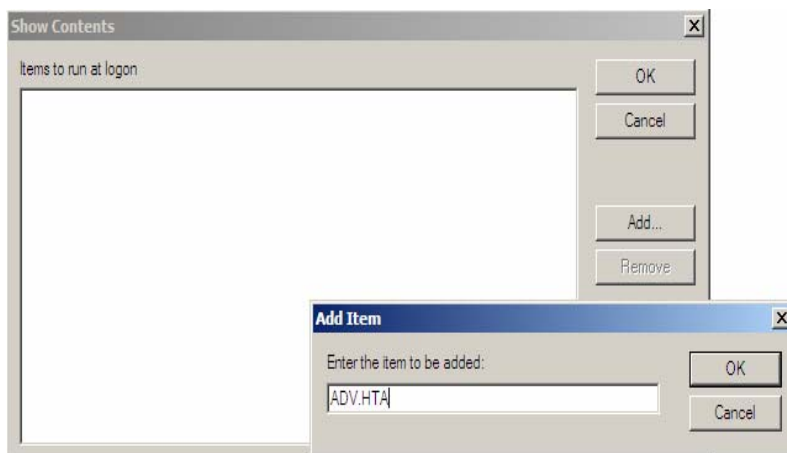 Show Contents
Items to run at logon
OK
Cancel
Add...
Remove
Add Item
Enter the item to be added:
ADV.HTA
OK
Cancel